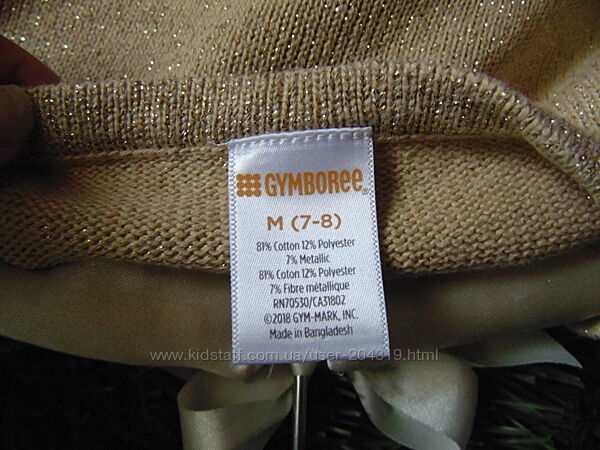 GYMBOREE
M (7-8)
81% Cotton 12% Polyester
7% Metallic
81% Coton 12% Polyester
7% Fibre métallique
RN70530/CA31802
©2018 GYM-MARK, INC.
Made in Bangladesh
www.kidstaff.com.ua/user-204319.html